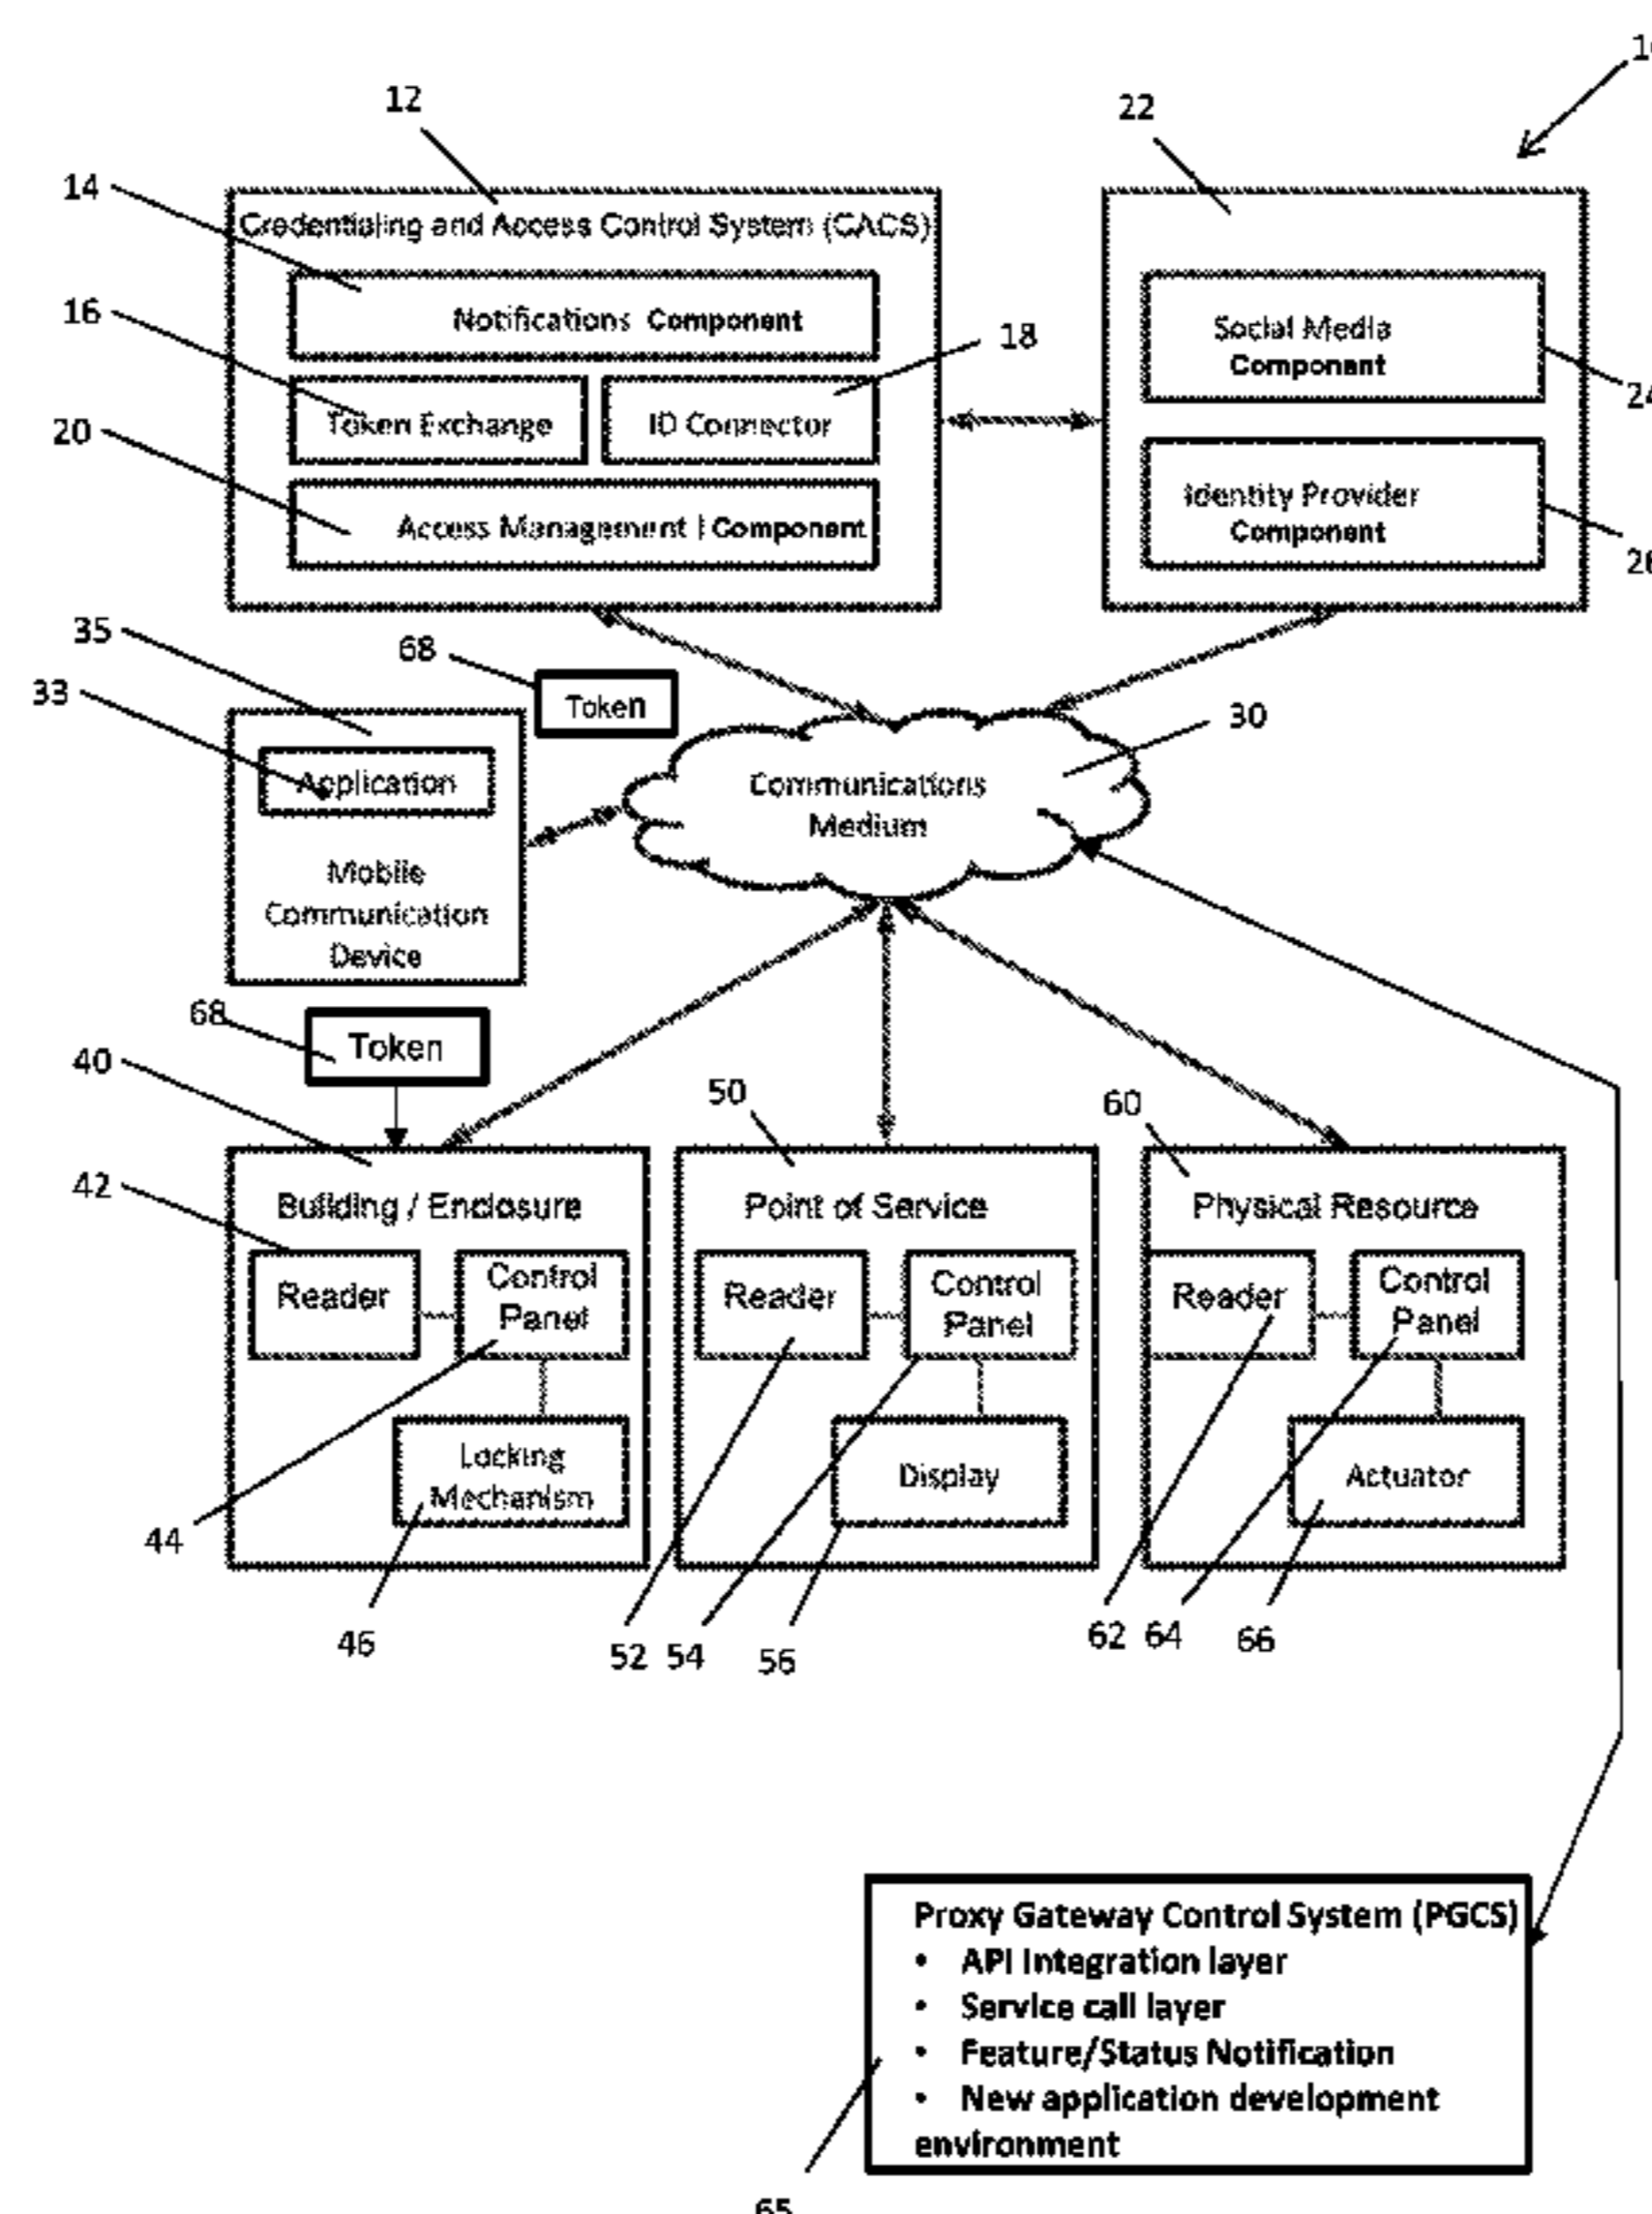 12
22
14
Credentialing and Access Control System (CACS)
Notifications Component
16
18
Social Media
Component
Token Exchange
ID Connector
20
Identity Provider
Component
Access Management | Component
35
68
33
Token
30
Application
Communications
Medium
Mobile
Communication
Device
68
Token
40
50
60
42
Building / Enclosure
Point of Service
Physical Resource
Reader
Control
Panel
Reader
Control
Panel
Reader
Control
Panel
Locking
Mechanism
Display
Actuator
44
46
52
54
56
62
64
66
Proxy Gateway Control System (PGCS)
• API Integration layer
• Service call layer
• Feature/Status Notification
• New application development
environment
65